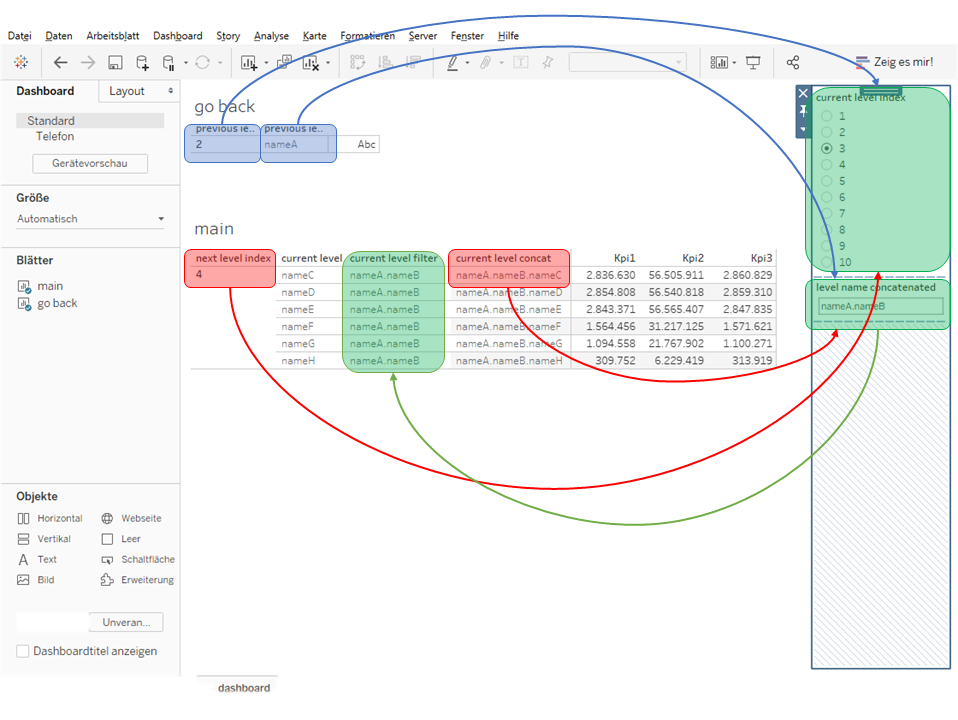 Datei Daten Arbeitsblatt Dashboard Story Analyse Karte Formatieren Server Fenster Hilfe
Zeig es mir!
Dashboard Layout
Standard
Telefon
Gerätevorschau
Größe
Automatisch
Blätter
main
go back
Objekte
Horizontal Webseite
Vertikal Leer
Text Schaltfläche
Bild Erweiterung
Unveran...
Dashboardtitel anzeigen
go back
previous le.. previous le..
2 nameA Abc
main
next level index current level current level filter current level concat Kpi1 Kpi2 Kpi3
4 nameC nameA.nameB nameA.nameB.nameC 2.836.630 56.505.911 2.860.829
nameD nameA.nameB nameA.nameB.nameD 2.854.808 56.540.818 2.859.310
nameE nameA.nameB nameA.nameB.nameE 2.843.371 56.565.407 2.847.835
nameF nameA.nameB nameA.nameB.nameF 1.564.456 31.217.125 1.571.621
nameG nameA.nameB nameA.nameB.nameG 1.094.558 21.767.902 1.100.271
nameH nameA.nameB nameA.nameB.nameH 309.752 6.229.419 313.919
current level index
1
2
3
4
5
6
7
8
9
10
level name concatenated
nameA.nameB
dashboard